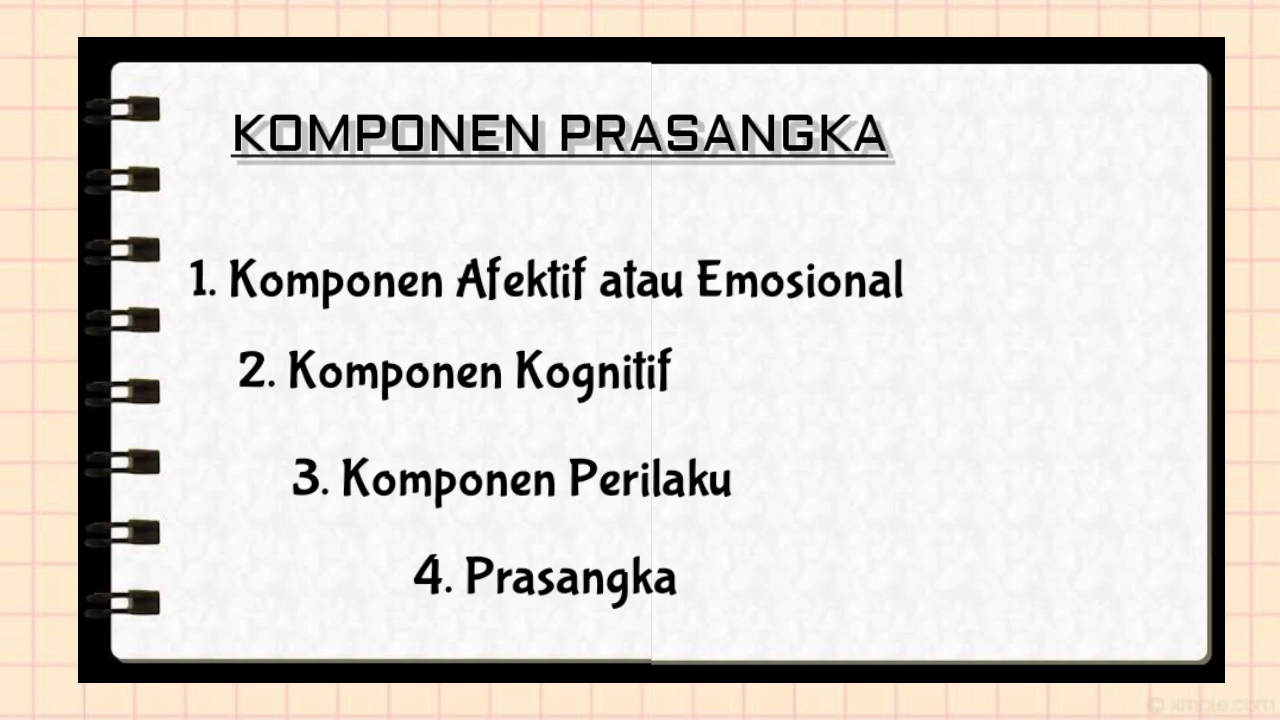 KOMPONEN PRASANGKA
1. Komponen Afektif atau Emosional
2. Komponen Kognitif
3. Komponen Perilaku
4. Prasangka